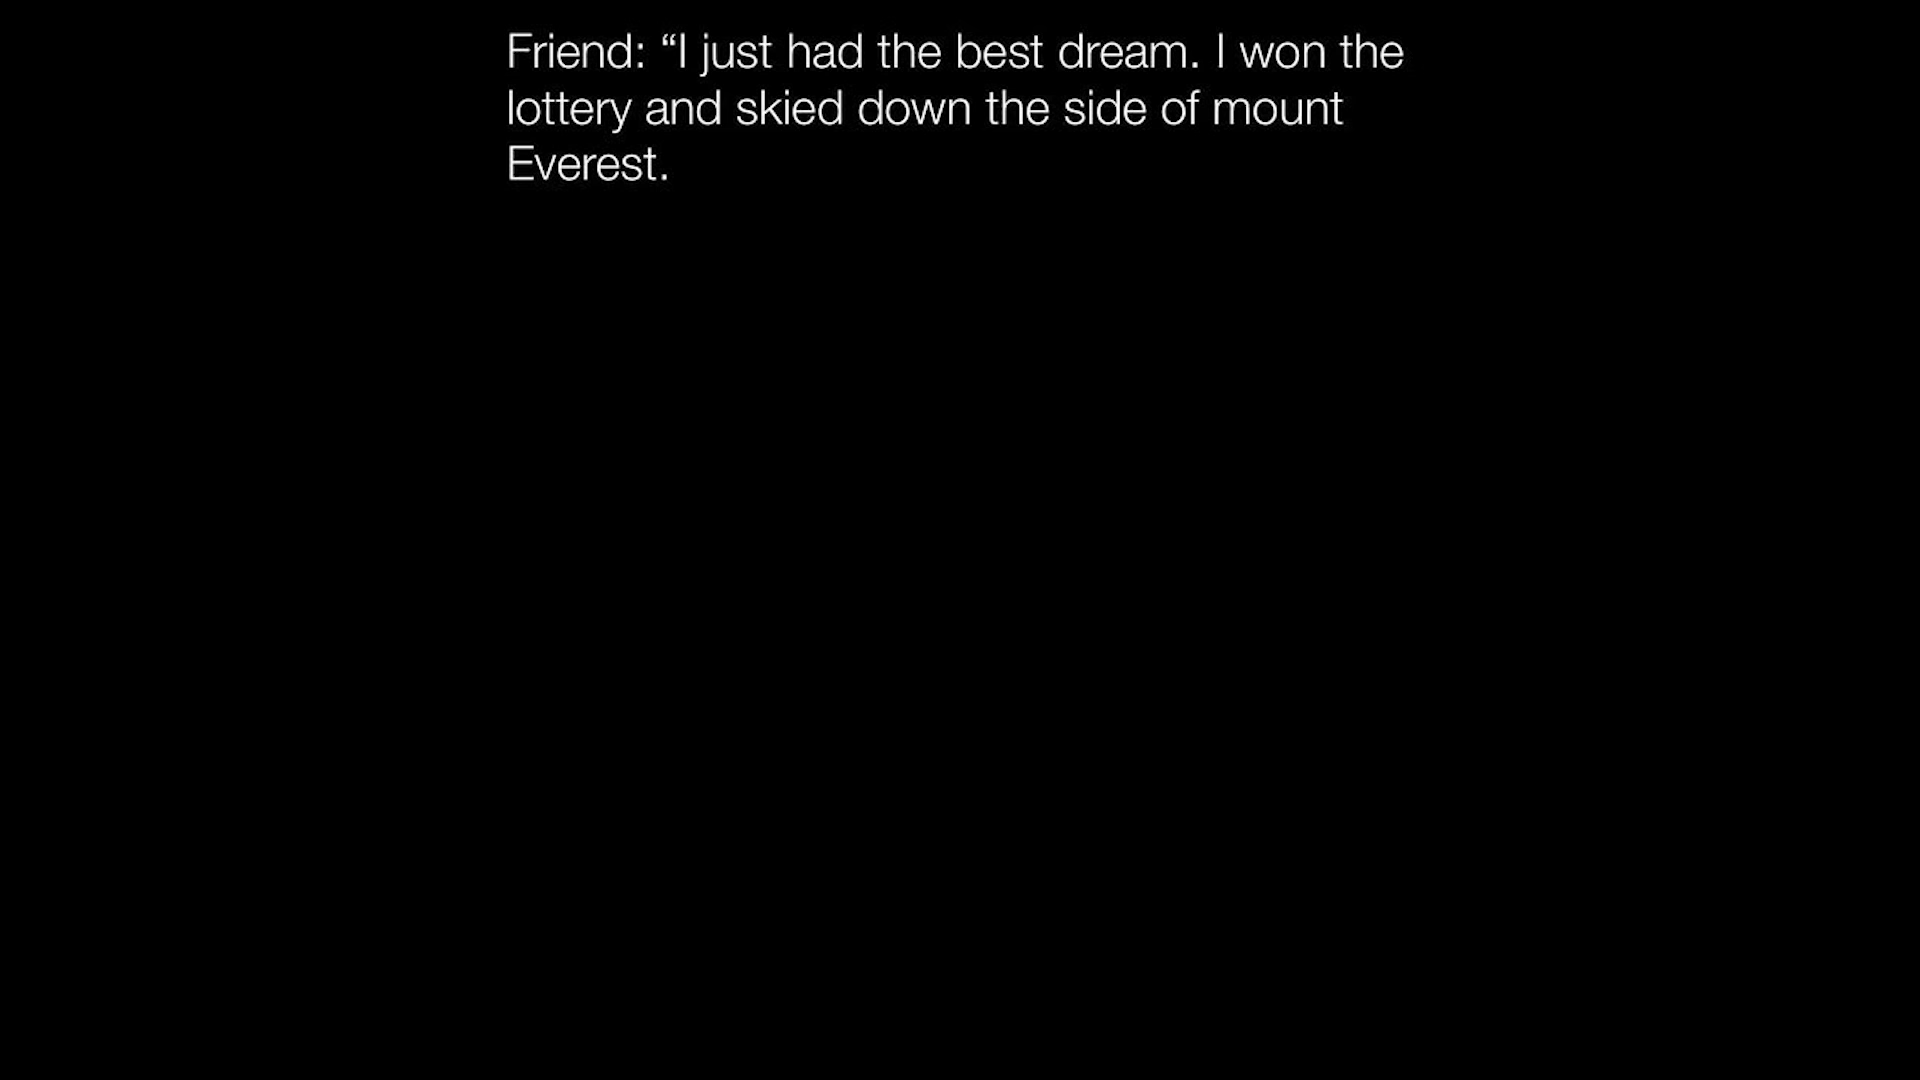 Friend: “I just had the best dream. I won the
lottery and skied down the side of mount
Everest.